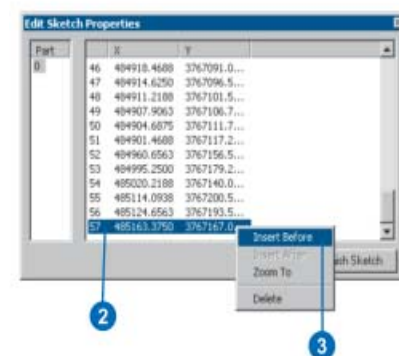 Edit Sketch Properties
Part X Y
0 46 484918.4688 3767091.0...
47 484914.6250 3767096.5...
48 484911.2188 3767101.5...
49 484907.9063 3767106.7...
50 484904.6875 3767111.7...
51 484901.4688 3767117.2...
52 484960.6563 3767156.5...
53 484995.2500 3767179.2...
54 485020.2188 3767140.0...
55 485114.0938 3767200.5...
56 485124.6563 3767193.5...
57 485163.3750 3767167.0...
Insert Before
Insert After
Zoom To
Delete
ish Sketch
2
3